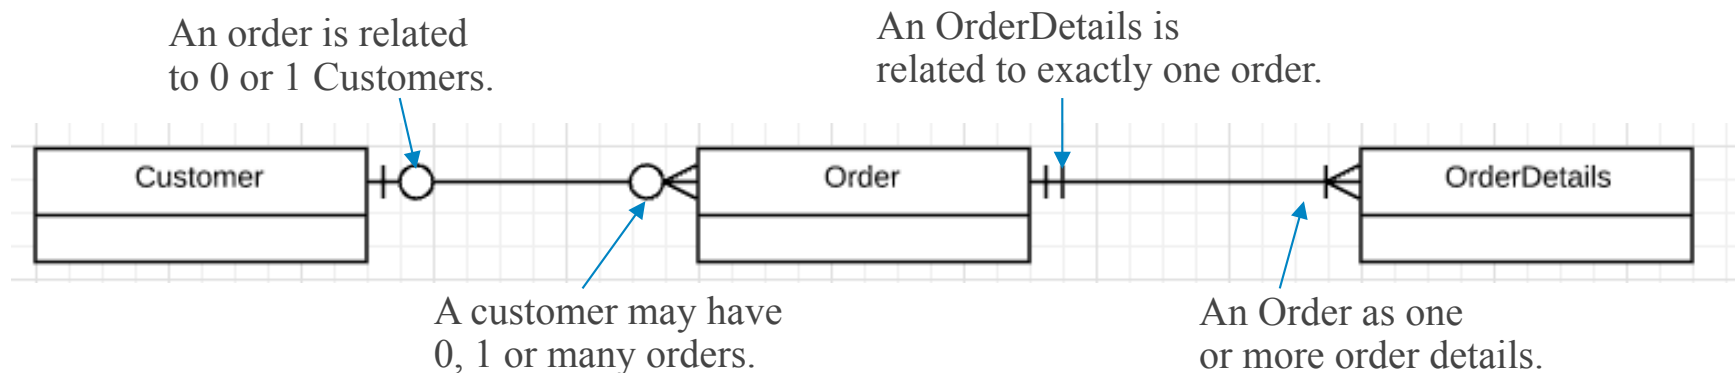 An order is related
to 0 or 1 Customers.
An OrderDetails is
related to exactly one order.
Customer
Order
OrderDetails
A customer may have
0, 1 or many orders.
An Order as one
or more order details.